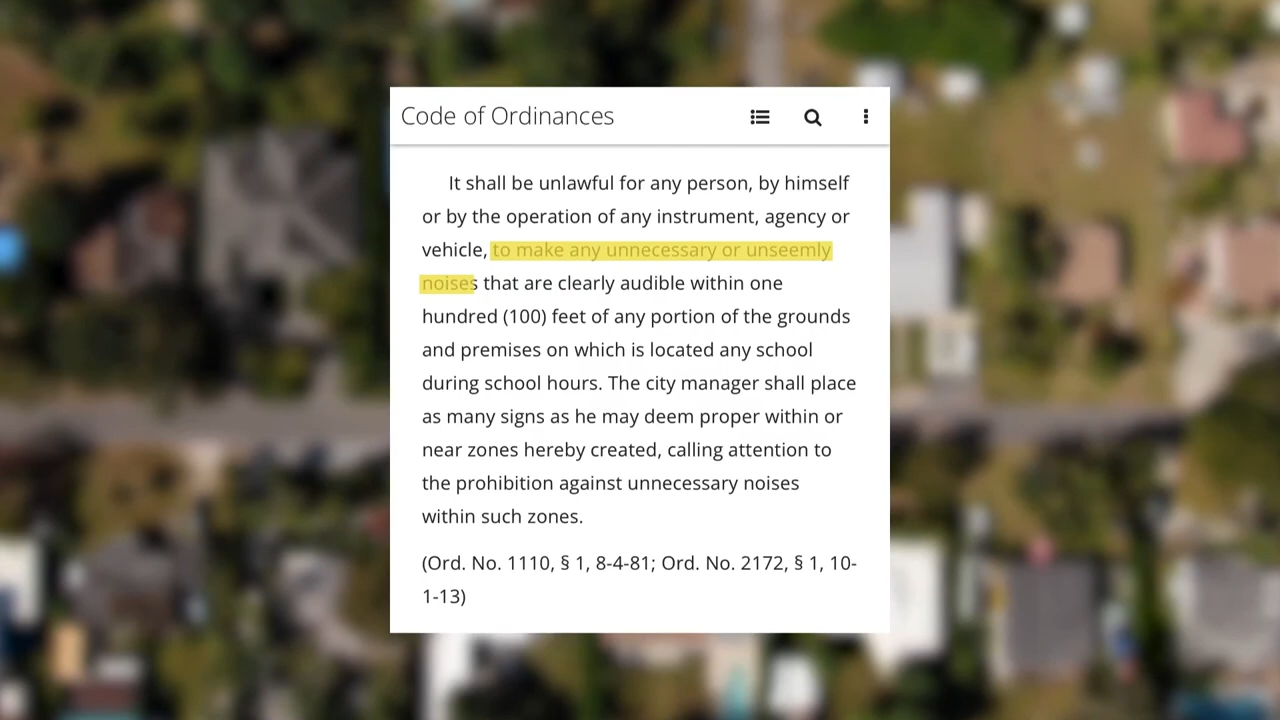 Code of Ordinances
It shall be unlawful for any person, by himself
or by the operation of any instrument, agency or
vehicle, to make any unnecessary or unseemly
noises that are clearly audible within one
hundred (100) feet of any portion of the grounds
and premises on which is located any school
during school hours. The city manager shall place
as many signs as he may deem proper within or
near zones hereby created, calling attention to
the prohibition against unnecessary noises
within such zones.
(Ord. No. 1110, § 1, 8-4-81; Ord. No. 2172, § 1, 10-
1-13)